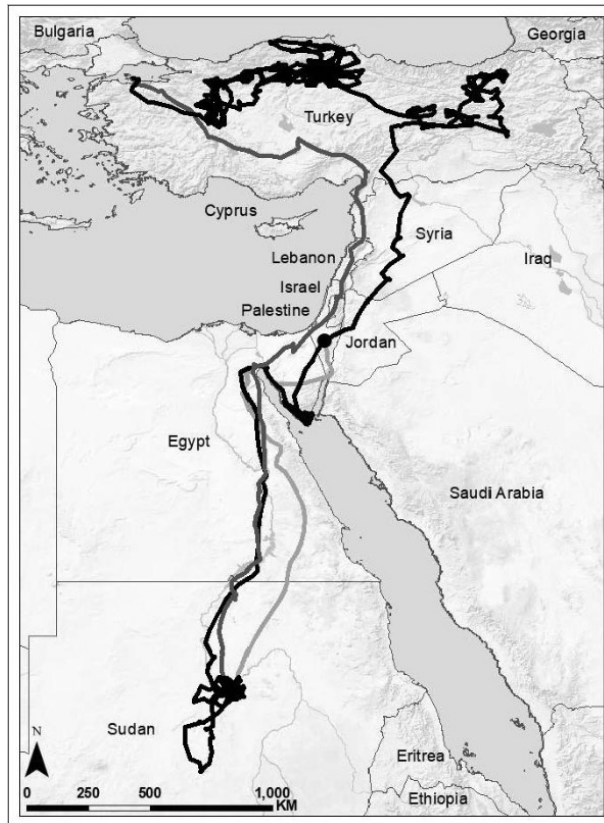 Bulgaria
Georgia
Turkey
Cyprus
Syria
Lebanon
Iraq
Israel
Palestine
Jordan
Egypt
Saudi Arabia
Sudan
N
Eritrea
Ethiopia
0 250 500 1,000
KM